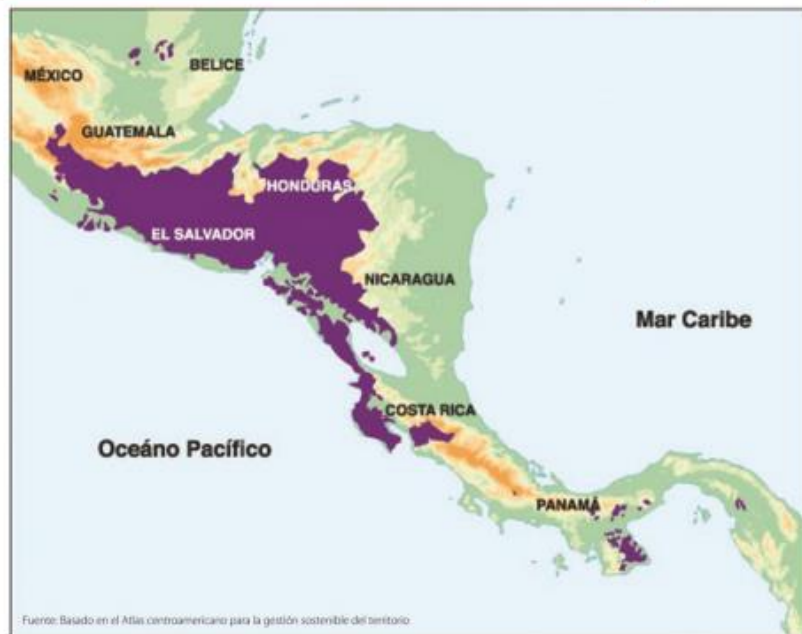 BELICE
MÉXICO
GUATEMALA
HONDURAS
EL SALVADOR
NICARAGUA
Mar Caribe
COSTA RICA
Oceáno Pacífico
PANAMÁ
Fuente: Basado en el Atlas centroamericano para la gestión sostenible del territorio